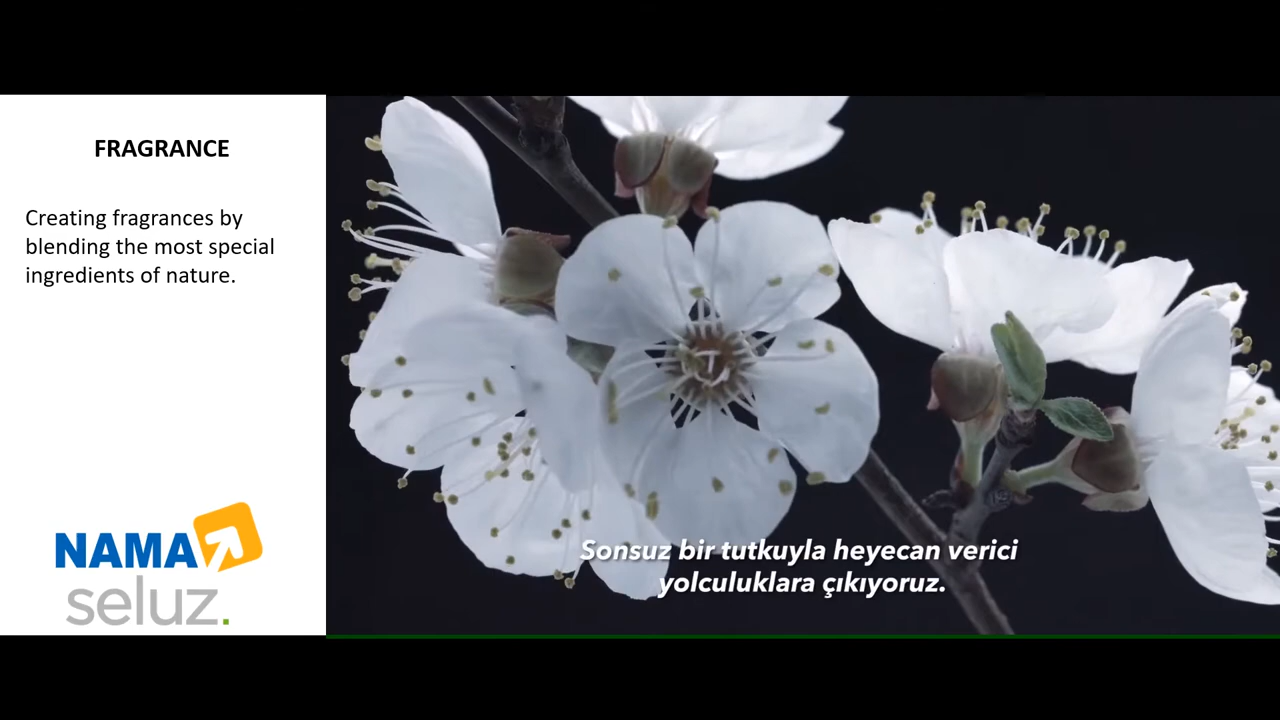 FRAGRANCE
Creating fragrances by
blending the most special
ingredients of nature.
NAMA
seluz.
Sonsuz bir tutkuyla heyecan verici
yolculuklara çıkıyoruz.